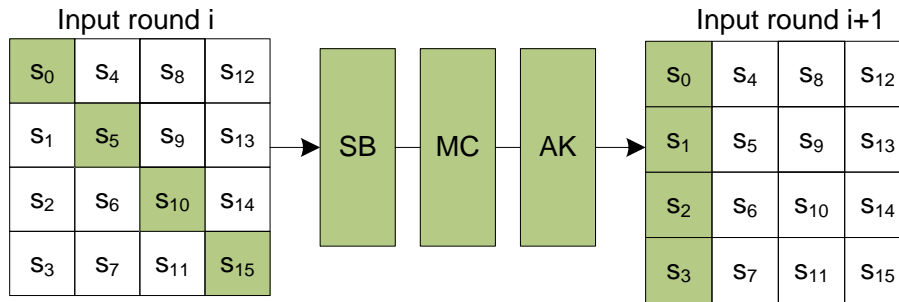 Input round i
Input round i+1
s₀ s₄ s₈ s₁₂
s₁ s₅ s₉ s₁₃
s₂ s₆ s₁₀ s₁₄
s₃ s₇ s₁₁ s₁₅
SB MC AK
s₀ s₄ s₈ s₁₂
s₁ s₅ s₉ s₁₃
s₂ s₆ s₁₀ s₁₄
s₃ s₇ s₁₁ s₁₅